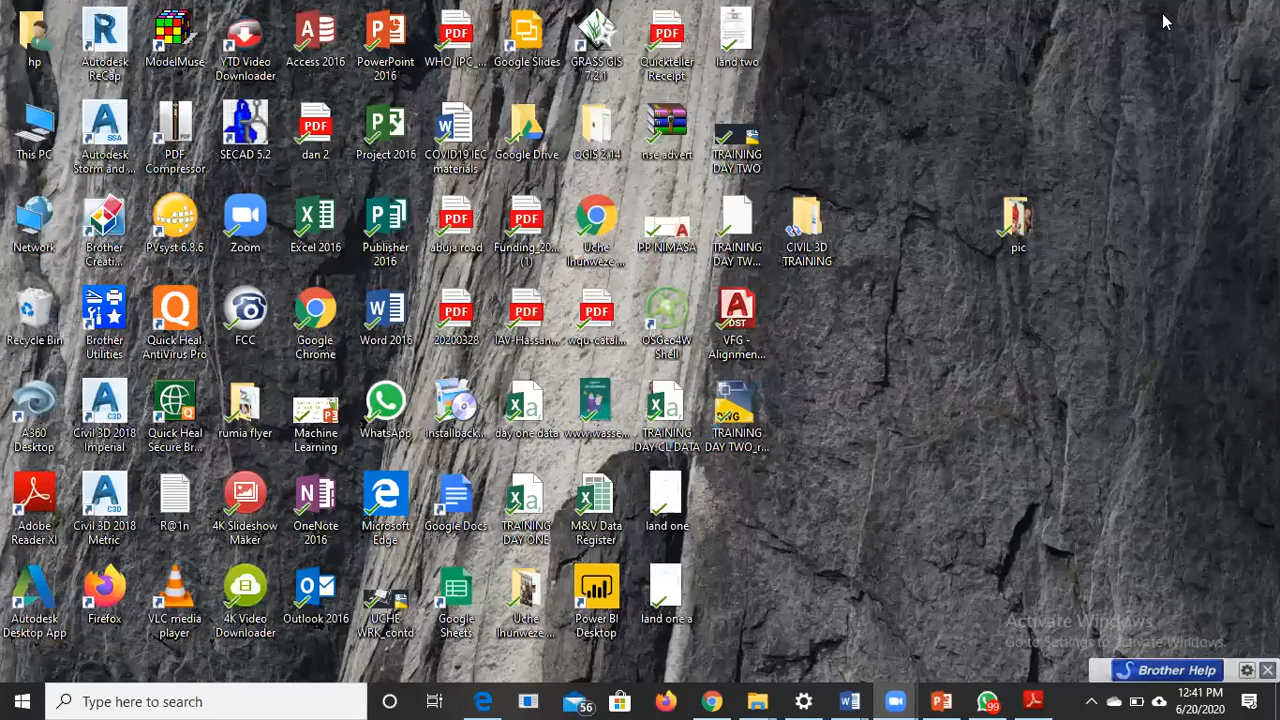 hp
Autodesk
ReCap
ModelMuse
YTD Video
Downloader
Access 2016
PowerPoint
2016
WHO_IPC_...
Google Slides
GRASS GIS
7.2.1
Quickteller
Receipt
land two
This PC
Autodesk
Storm and ...
PDF
Compressor
SECAD 5.2
dan 2
Project 2016
COVID19 IEC
materials
Google Drive
QGIS 2.14
nse advert
TRAINING
DAY TWO
Network
Brother
Creati...
PVsyst 6.8.6
Zoom
Excel 2016
Publisher
2016
abuja road
Funding_20...
(1)
Uche
Ihunweze ...
PP NIMASA
TRAINING
DAY TW...
CIVIL 3D
TRAINING
pic
Recycle Bin
Brother
Utilities
Quick Heal
AntiVirus Pro
FCC
Google
Chrome
Word 2016
20200328
IAV-Hassan...
wqu-catal...
OSGeo4W
Shell
VFG -
Alignmen...
A360
Desktop
Civil 3D 2018
Imperial
Quick Heal
Secure Br...
rumia flyer
Machine
Learning
WhatsApp
installback...
day one data
www.wasse...
TRAINING
DAY CL DATA
TRAINING
DAY TWO_r...
Adobe
Reader XI
Civil 3D 2018
Metric
R@1n
4K Slideshow
Maker
OneNote
2016
Microsoft
Edge
Google Docs
TRAINING
DAY ONE
M&V Data
Register
land one
Autodesk
Desktop App
Firefox
VLC media
player
4K Video
Downloader
Outlook 2016
UCHE
WRK_contd
Google
Sheets
Uche
Ihunweze ...
Power BI
Desktop
land one a
Activate Windows
Go to Settings to Activate Windows.
Brother Help
Type here to search
56
99
12:41 PM
6/20/2020